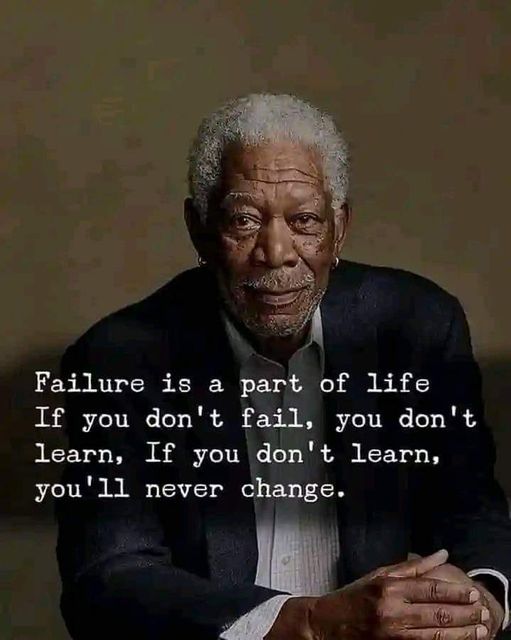 Failure is a part of life
If you don't fail, you don't
learn, If you don't learn,
you'll never change.